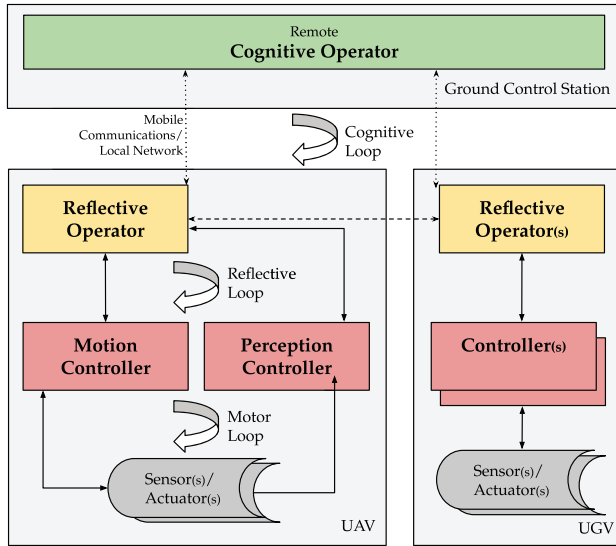 Remote
Cognitive Operator
Ground Control Station
Mobile
Communications/
Local Network
Cognitive
Loop
Reflective
Operator
Reflective
Operator(s)
Reflective
Loop
Motion
Controller
Perception
Controller
Controller(s)
Motor
Loop
Sensor(s)/
Actuator(s)
Sensor(s)/
Actuator(s)
UAV
UGV